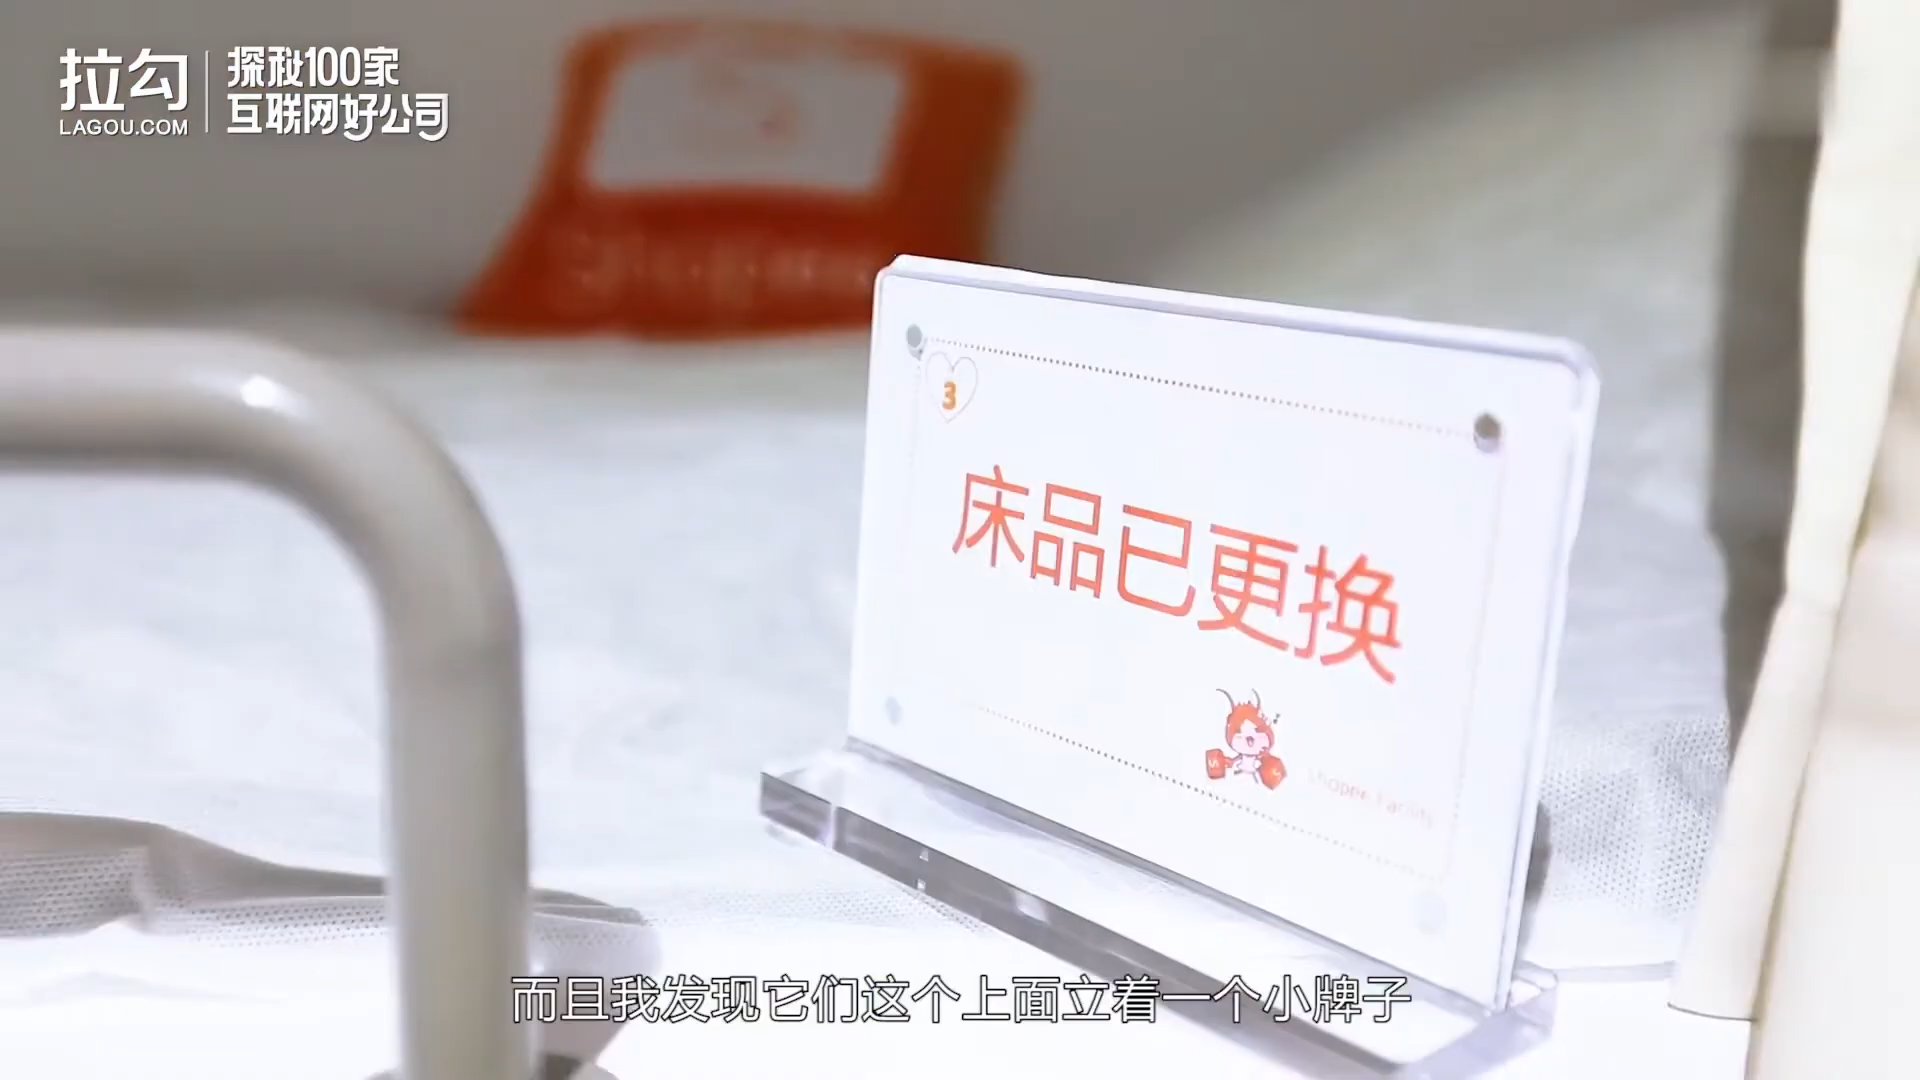 拉勾
LAGOU.COM
探秘100家
互联网好公司
3
床品已更换
Shopee Facility
而且我发现它们这个上面立着一个小牌子